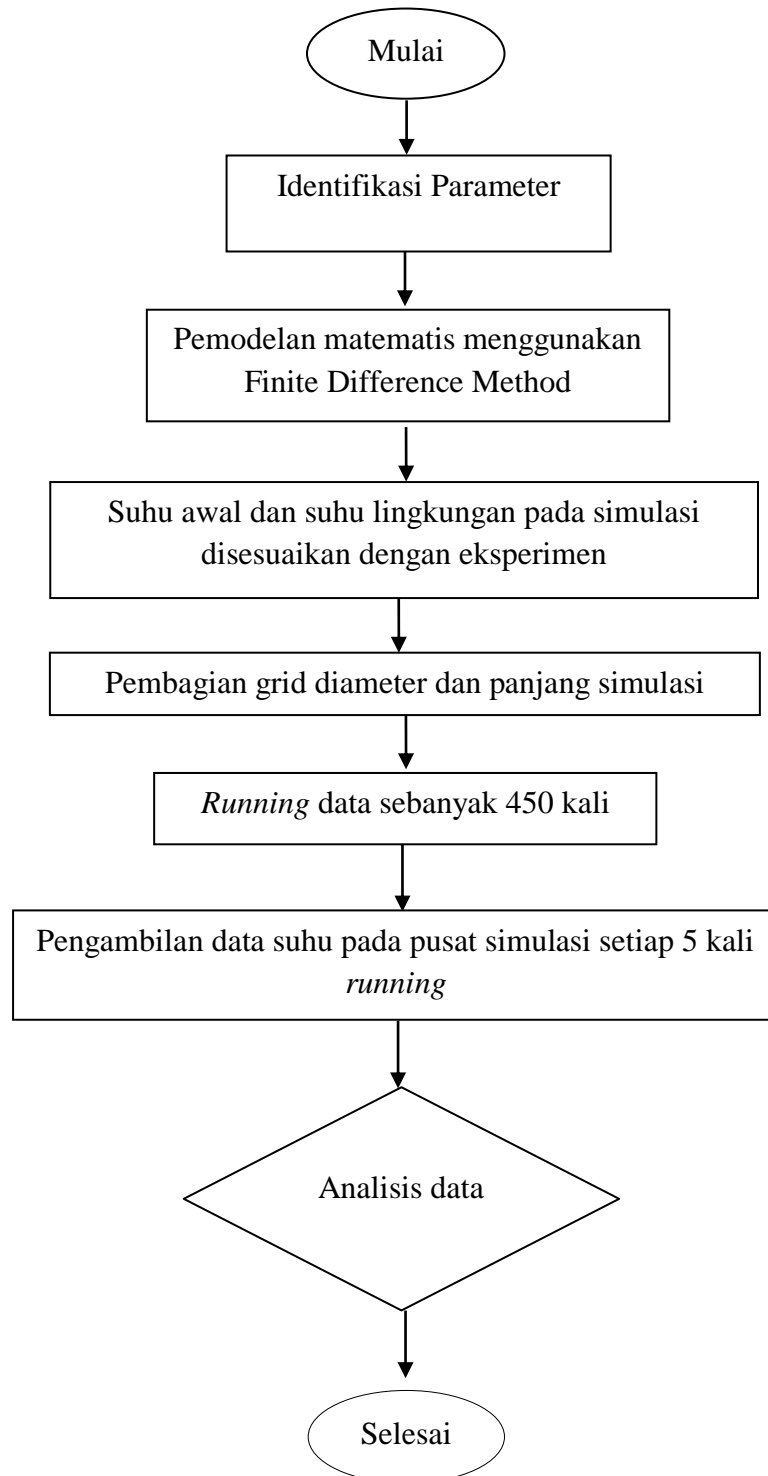 Mulai
Identifikasi Parameter
Pemodelan matematis menggunakan
Finite Difference Method
Suhu awal dan suhu lingkungan pada simulasi
disesuaikan dengan eksperimen
Pembagian grid diameter dan panjang simulasi
Running data sebanyak 450 kali
Pengambilan data suhu pada pusat simulasi setiap 5 kali
running
Analisis data
Selesai